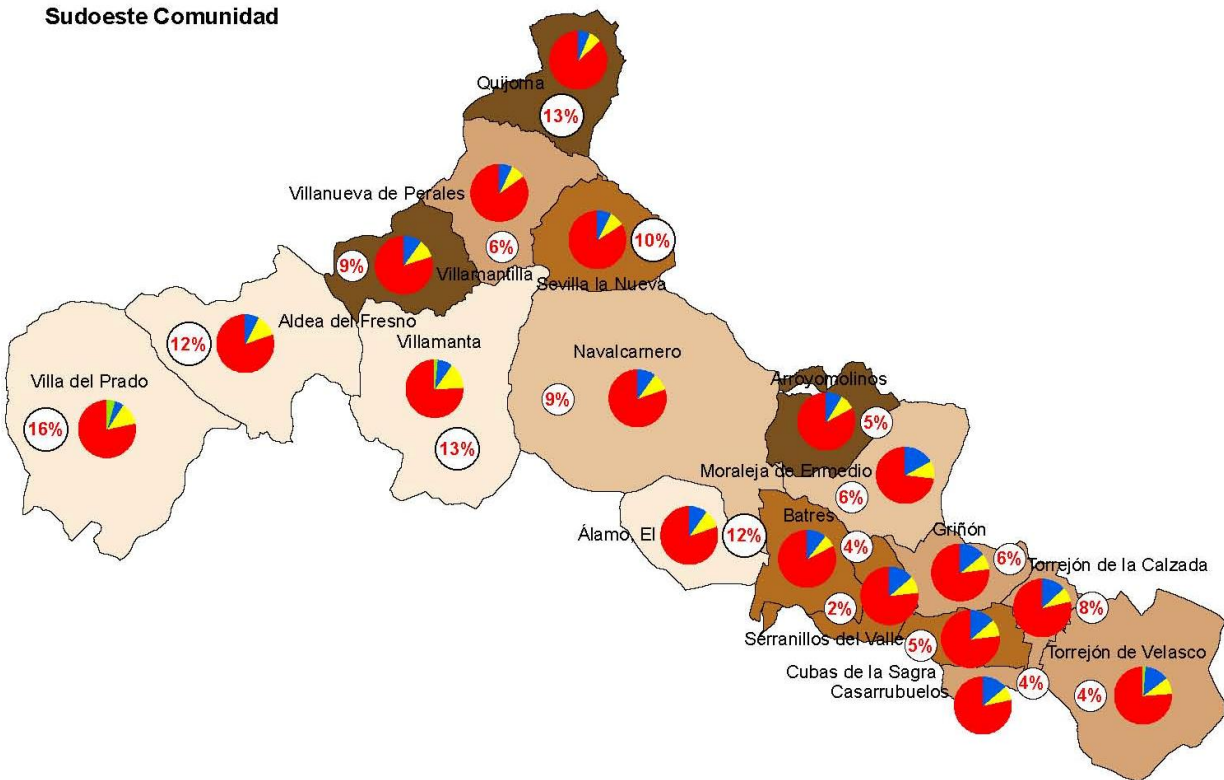 Sudoeste Comunidad
Quijorna
13%
Villanueva de Perales
6%
10%
Sevilla la Nueva
9%
Villamantilla
Aldea del Fresno
12%
Villamanta
13%
Villa del Prado
16%
Navalcarnero
9%
Arroyomolinos
5%
Moraleja de Enmedio
6%
Álamo, El
12%
Batres
4%
Griñón
6%
Torrejón de la Calzada
8%
2%
Serranillos del Valle
5%
Cubas de la Sagra
Casarrubuelos
4%
Torrejón de Velasco
4%